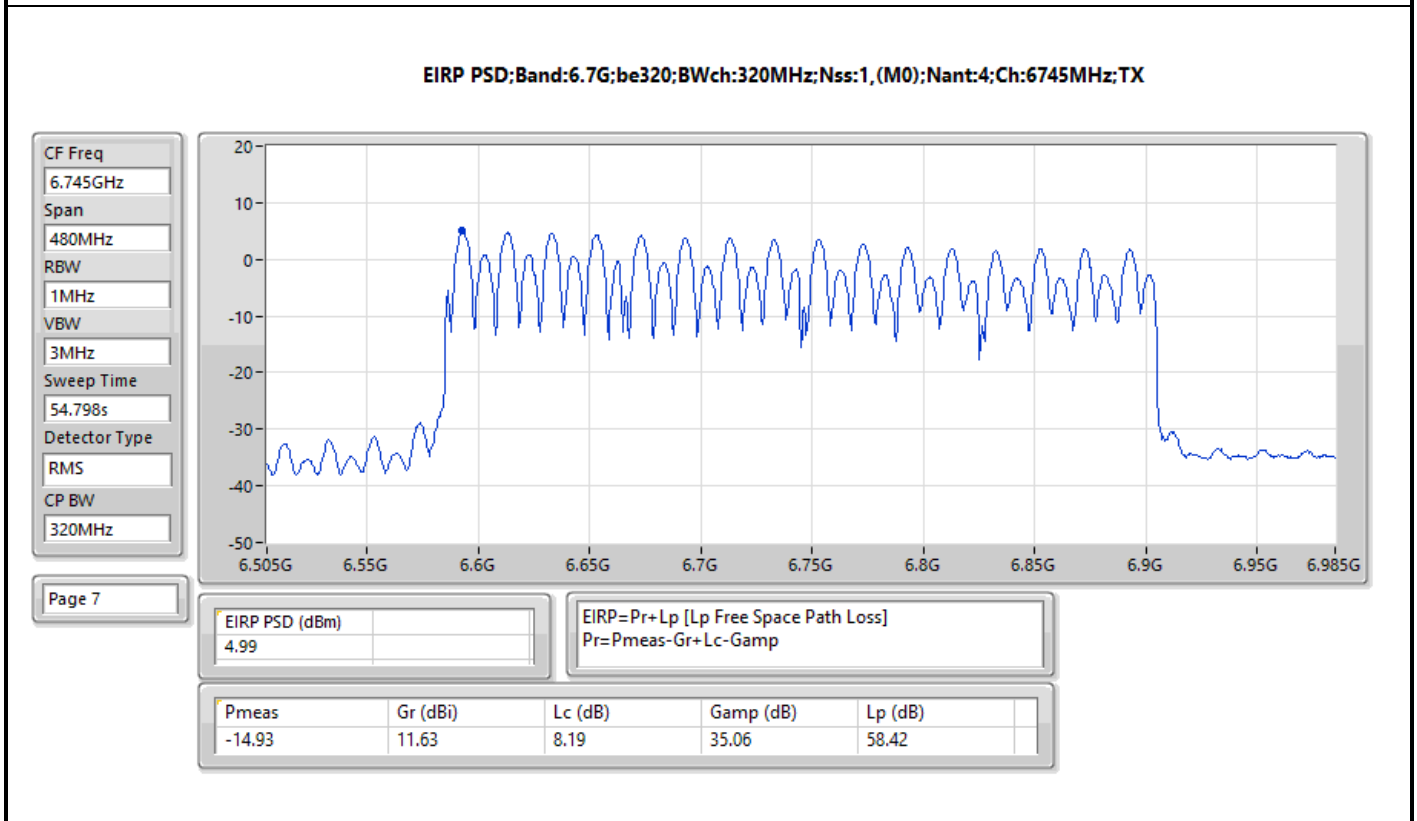 EIRP PSD;Band:6.7G;be320;BWch:320MHz;Nss:1,(M0);Nant:4;Ch:6745MHz;TX
CF Freq
6.745GHz
Span
480MHz
RBW
1MHz
VBW
3MHz
Sweep Time
54.798s
Detector Type
RMS
CP BW
320MHz
Page 7
20
10
0
-10
-20
-30
-40
-50
6.505G 6.55G 6.6G 6.65G 6.7G 6.75G 6.8G 6.85G 6.9G 6.95G 6.985G
EIRP PSD (dBm)
4.99
EIRP=Pr+Lp [Lp Free Space Path Loss]
Pr=Pmeas-Gr+Lc-Gamp
Pmeas Gr (dBi) Lc (dB) Gamp (dB) Lp (dB)
-14.93 11.63 8.19 35.06 58.42